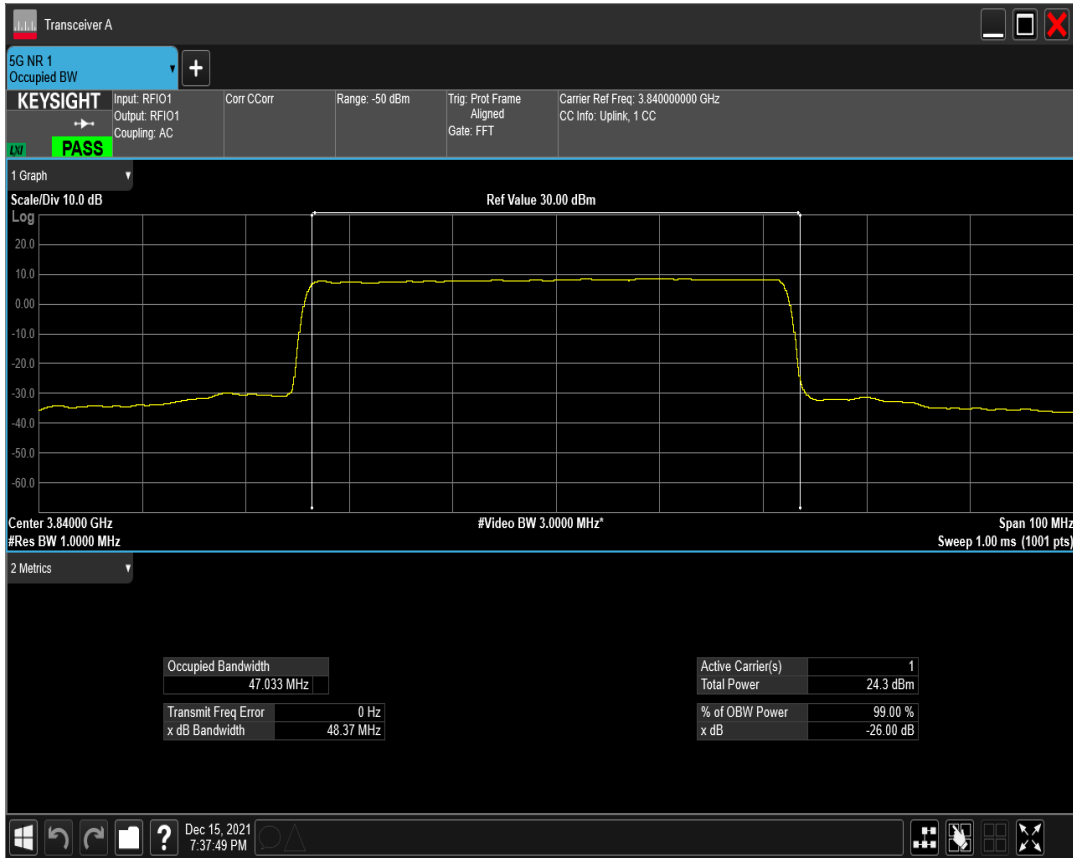 Transceiver A
5G NR 1
Occupied BW
KEYSIGHT
LXI
PASS
Input: RFIO1
Output: RFIO1
Coupling: AC
Corr CCorr
Range: -50 dBm
Trig: Prot Frame
Aligned
Gate: FFT
Carrier Ref Freq: 3.840000000 GHz
CC Info: Uplink, 1 CC
1 Graph
Scale/Div 10.0 dB
Ref Value 30.00 dBm
Log
20.0
10.0
0.00
-10.0
-20.0
-30.0
-40.0
-50.0
-60.0
Center 3.84000 GHz
#Video BW 3.0000 MHz*
Span 100 MHz
#Res BW 1.0000 MHz
Sweep 1.00 ms (1001 pts)
2 Metrics
Occupied Bandwidth
47.033 MHz
Transmit Freq Error 0 Hz
x dB Bandwidth 48.37 MHz
Active Carrier(s) 1
Total Power 24.3 dBm
% of OBW Power 99.00 %
x dB -26.00 dB
?
Dec 15, 2021
7:37:49 PM